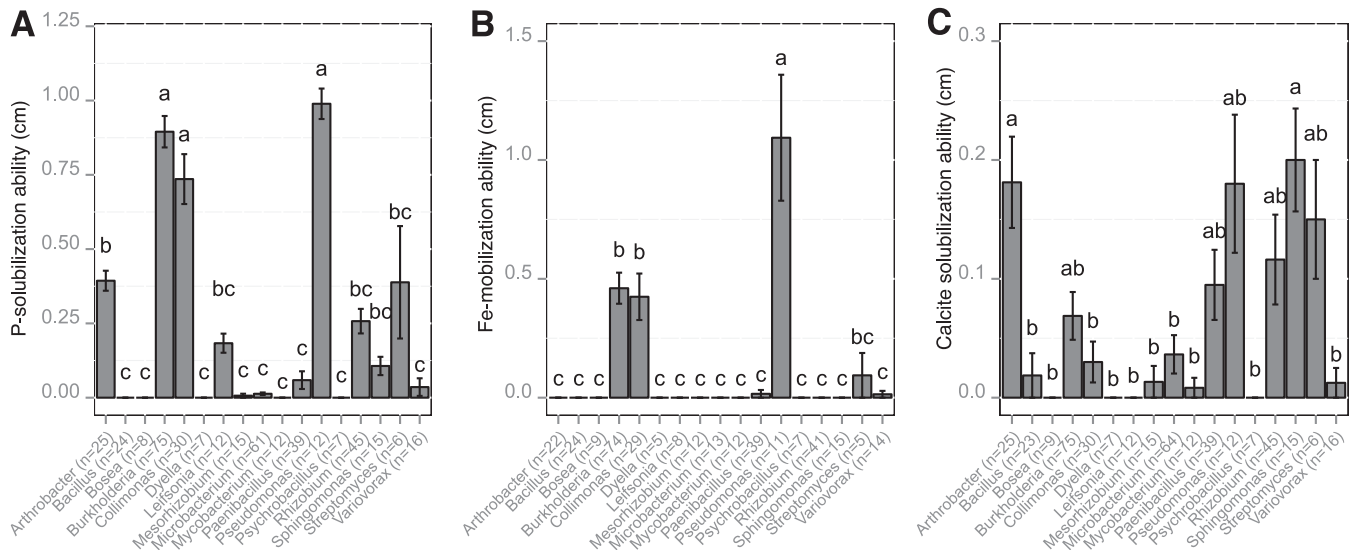 A
P-solubilization ability (cm)
1.25
1.00
0.75
0.50
0.25
0.00
b
c
c
a
a
c
bc
c
c
c
c
a
c
bc
bc
bc
c
Arthrobacter (n=25)
Bacillus (n=24)
Bosea (n=8)
Burkholderia (n=75)
Collimonas (n=30)
Dyella (n=7)
Leifsonia (n=12)
Mesorhizobium (n=15)
Microbacterium (n=61)
Mycobacterium (n=12)
Paenibacillus (n=39)
Pseudomonas (n=12)
Psychrobacillus (n=7)
Rhizobium (n=45)
Sphingomonas (n=15)
Streptomyces (n=6)
Variovorax (n=16)
B
Fe-mobilization ability (cm)
1.5
1.0
0.5
0.0
c
c
c
b
b
c
c
c
c
c
c
a
c
c
c
bc
c
Arthrobacter (n=22)
Bacillus (n=24)
Bosea (n=9)
Burkholderia (n=74)
Collimonas (n=29)
Dyella (n=5)
Leifsonia (n=8)
Mesorhizobium (n=12)
Microbacterium (n=13)
Mycobacterium (n=12)
Paenibacillus (n=39)
Pseudomonas (n=11)
Psychrobacillus (n=7)
Rhizobium (n=41)
Sphingomonas (n=15)
Streptomyces (n=5)
Variovorax (n=14)
C
Calcite solubilization ability (cm)
0.3
0.2
0.1
0.0
a
b
b
ab
b
b
b
b
b
b
ab
ab
b
ab
a
ab
b
Arthrobacter (n=25)
Bacillus (n=23)
Bosea (n=9)
Burkholderia (n=75)
Collimonas (n=30)
Dyella (n=7)
Leifsonia (n=12)
Mesorhizobium (n=15)
Microbacterium (n=64)
Mycobacterium (n=12)
Paenibacillus (n=39)
Pseudomonas (n=12)
Psychrobacillus (n=7)
Rhizobium (n=45)
Sphingomonas (n=15)
Streptomyces (n=6)
Variovorax (n=16)